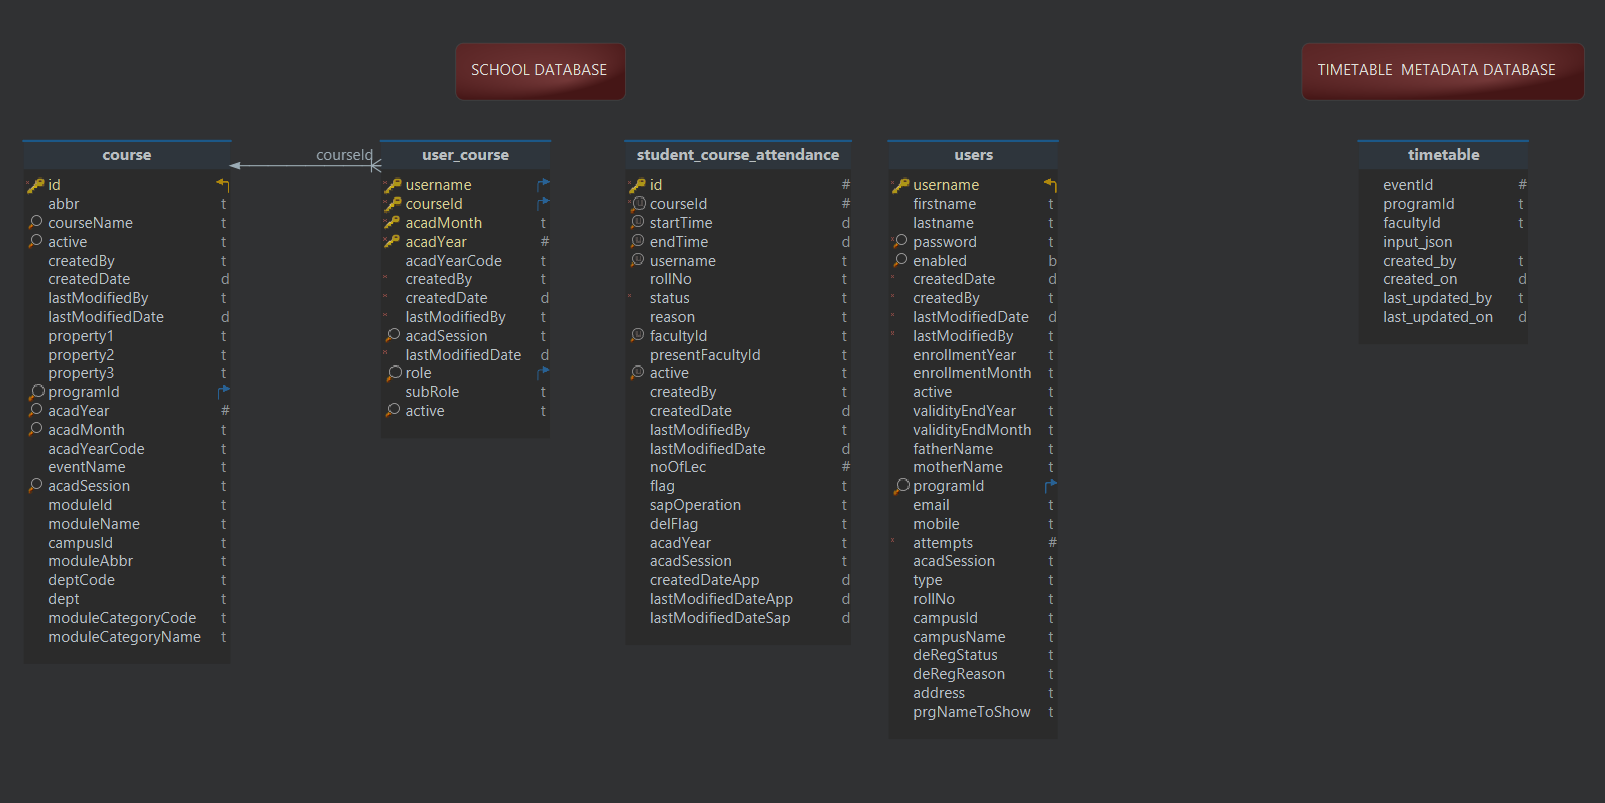 SCHOOL DATABASE
TIMETABLE METADATA DATABASE
course
id
abbr t
courseName t
active t
createdBy t
createdDate d
lastModifiedBy t
lastModifiedDate d
property1 t
property2 t
property3 t
programId
acadYear #
acadMonth t
acadYearCode t
eventName t
acadSession t
moduleId t
moduleName t
campusId t
moduleAbbr t
deptCode t
dept t
moduleCategoryCode t
moduleCategoryName t
courseId
user_course
username
courseId
acadMonth t
acadYear #
acadYearCode t
createdBy t
createdDate d
lastModifiedBy t
acadSession t
lastModifiedDate d
role
subRole t
active t
student_course_attendance
id #
courseId #
startTime d
endTime d
username t
rollNo t
status t
reason t
facultyId t
presentFacultyId t
active t
createdBy t
createdDate d
lastModifiedBy t
lastModifiedDate d
noOfLec #
flag t
sapOperation t
delFlag t
acadYear t
acadSession t
createdDateApp d
lastModifiedDateApp d
lastModifiedDateSap d
users
username
firstname t
lastname t
password t
enabled b
createdDate d
createdBy t
lastModifiedDate d
lastModifiedBy t
enrollmentYear t
enrollmentMonth t
active t
validityEndYear t
validityEndMonth t
fatherName t
motherName t
programId
email t
mobile t
attempts #
acadSession t
type t
rollNo t
campusId t
campusName t
deRegStatus t
deRegReason t
address t
prgNameToShow t
timetable
eventId #
programId t
facultyId t
input_json
created_by t
created_on d
last_updated_by t
last_updated_on d